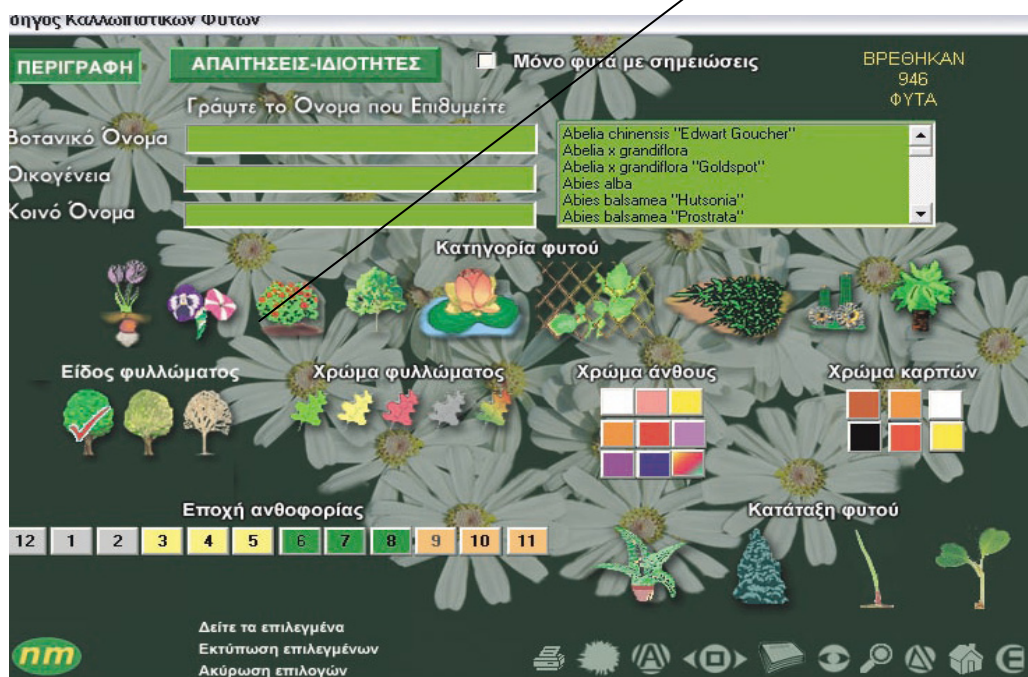 δηγος Καλλωπιστικων Φυτων
ΠΕΡΙΓΡΑΦΗ
ΑΠΑΙΤΗΣΕΙΣ-ΙΔΙΟΤΗΤΕΣ
Μόνο φυτά με σημειώσεις
ΒΡΕΘΗΚΑΝ
946
ΦΥΤΑ
Γράψτε το Όνομα που Επιθυμείτε
Βοτανικό Όνομα
Οικογένεια
Κοινό Όνομα
Abelia chinensis "Edwart Goucher"
Abelia x grandiflora
Abelia x grandiflora "Goldspot"
Abies alba
Abies balsamea "Hutsonia"
Abies balsamea "Prostrata"
Κατηγορία φυτού
Είδος φυλλώματος
Χρώμα φυλλώματος
Χρώμα άνθους
Χρώμα καρπών
Εποχή ανθοφορίας
Κατάταξη φυτού
12 1 2 3 4 5 6 7 8 9 10 11
Δείτε τα επιλεγμένα
Εκτύπωση επιλεγμένων
Ακύρωση επιλογών
nm